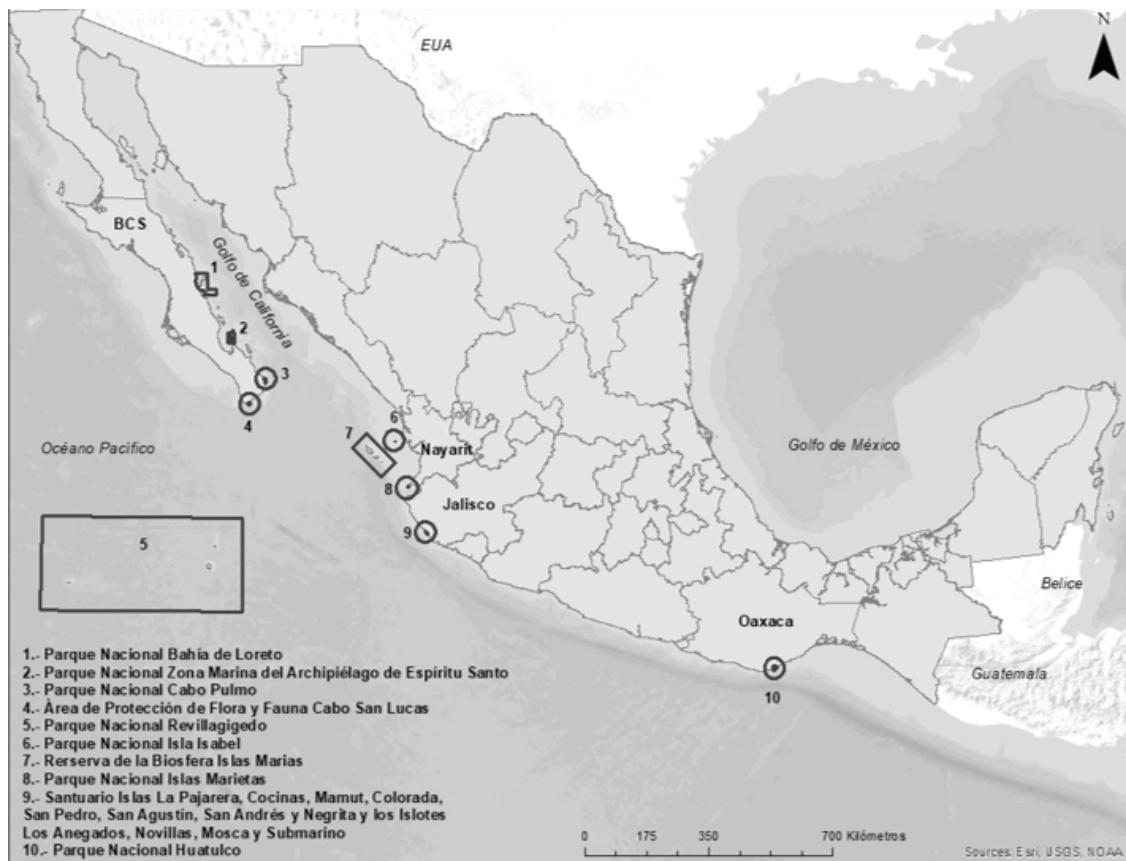 N
EUA
BCS
Golfo de California
1
2
3
4
Océano Pacífico
6
7
Nayarit
Golfo de México
8
Jalisco
9
5
Belice
Oaxaca
Guatemala
10
1.- Parque Nacional Bahía de Loreto
2.- Parque Nacional Zona Marina del Archipiélago de Espíritu Santo
3.- Parque Nacional Cabo Pulmo
4.- Área de Protección de Flora y Fauna Cabo San Lucas
5.- Parque Nacional Revillagigedo
6.- Parque Nacional Isla Isabel
7.- Rerserva de la Biosfera Islas Marias
8.- Parque Nacional Islas Marietas
9.- Santuario Islas La Pajarera, Cocinas, Mamut, Colorada,
San Pedro, San Agustín, San Andrés y Negrita y los Islotes
Los Anegados, Novillas, Mosca y Submarino
10.- Parque Nacional Huatulco
0 175 350 700 Kilómetros
Sources: Esri, USGS, NOAA